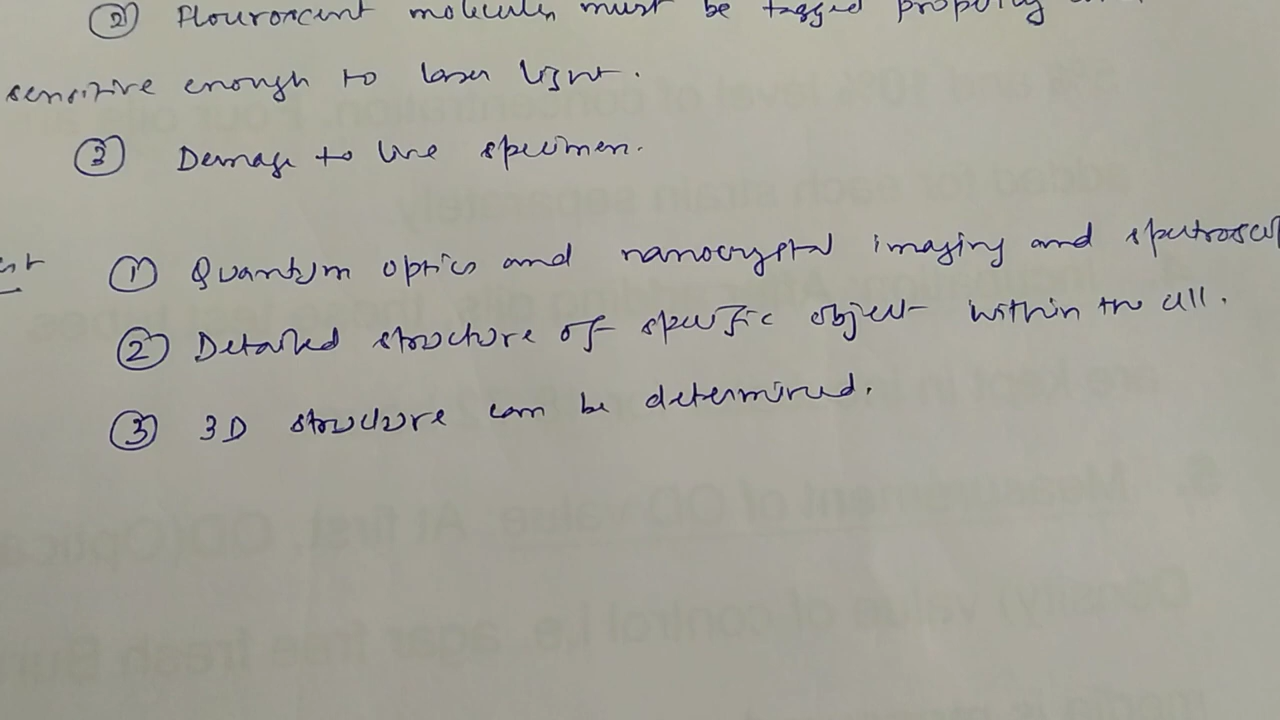 ② Flouroscent molecules must be tagged properly
sensitive enough to laser light.
③ Damage to live specimen.
① Quantum optics and nanocrystal imaging and spectroscop
② Detailed structure of specific object within the cell.
③ 3D structure can be determined.